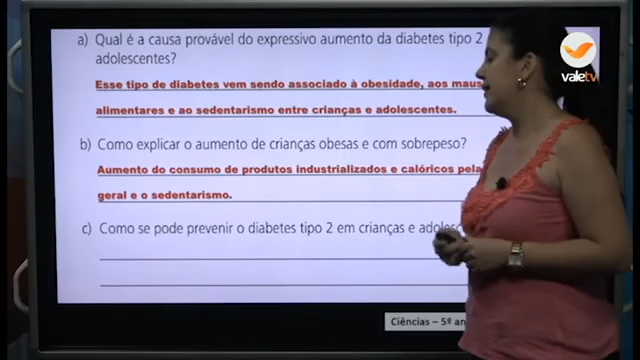 a) Qual é a causa provável do expressivo aumento da diabetes tipo 2
adolescentes?
Esse tipo de diabetes vem sendo associado à obesidade, aos maus
alimentares e ao sedentarismo entre crianças e adolescentes.
b) Como explicar o aumento de crianças obesas e com sobrepeso?
Aumento do consumo de produtos industrializados e calóricos pela
geral e o sedentarismo.
c) Como se pode prevenir o diabetes tipo 2 em crianças e
Ciências – 5º
valetv